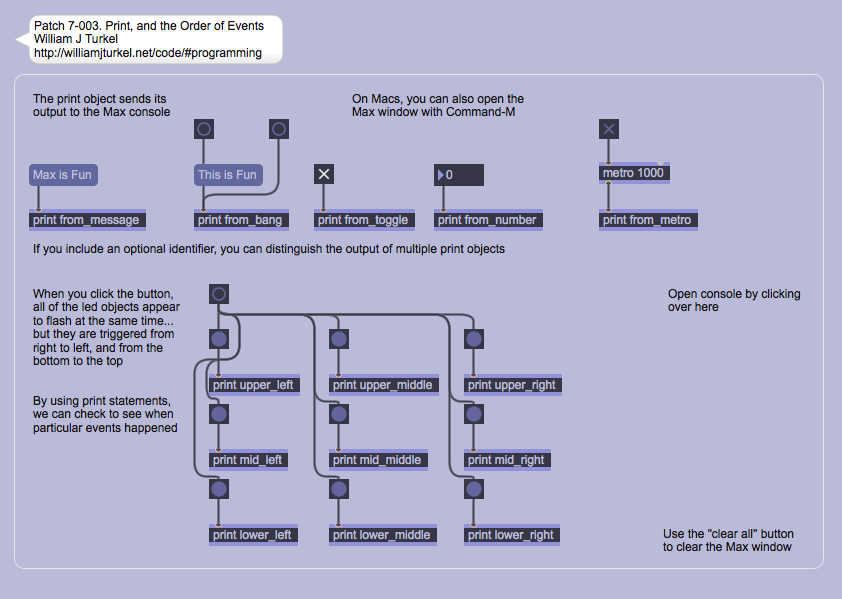 Patch 7-003. Print, and the Order of Events
William J Turkel
http://williamjturkel.net/code/#programming
The print object sends its
output to the Max console
On Macs, you can also open the
Max window with Command-M
Max is Fun
This is Fun
0
metro 1000
print from_message
print from_bang
print from_toggle
print from_number
print from_metro
If you include an optional identifier, you can distinguish the output of multiple print objects
When you click the button,
all of the led objects appear
to flash at the same time...
but they are triggered from
right to left, and from the
bottom to the top
Open console by clicking
over here
print upper_left
print upper_middle
print upper_right
By using print statements,
we can check to see when
particular events happened
print mid_left
print mid_middle
print mid_right
print lower_left
print lower_middle
print lower_right
Use the "clear all" button
to clear the Max window